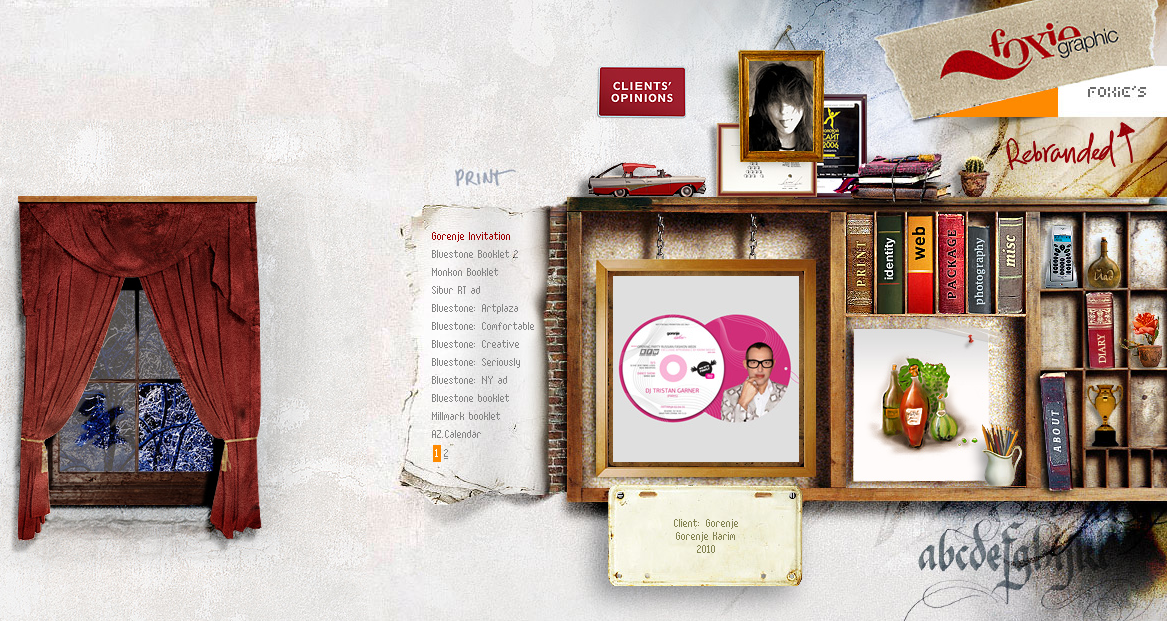 foxie
graphic
FOXIE'S
Rebranded
CLIENTS'
OPINIONS
2006
PRINT
Gorenje Invitation
Bluestone Booklet 2
Monkon Booklet
Sibur RT ad
Bluestone: Artplaza
Bluestone: Comfortable
Bluestone: Creative
Bluestone: Seriously
Bluestone: NY ad
Bluestone booklet
Millmark booklet
AZ.Calendar
1 2
PRINT
identity
Web
PACKAGE
photography
misc
DIARY
ABOUT
DJ TRISTAN GARNER
Client: Gorenje
Gorenje Karim
2010